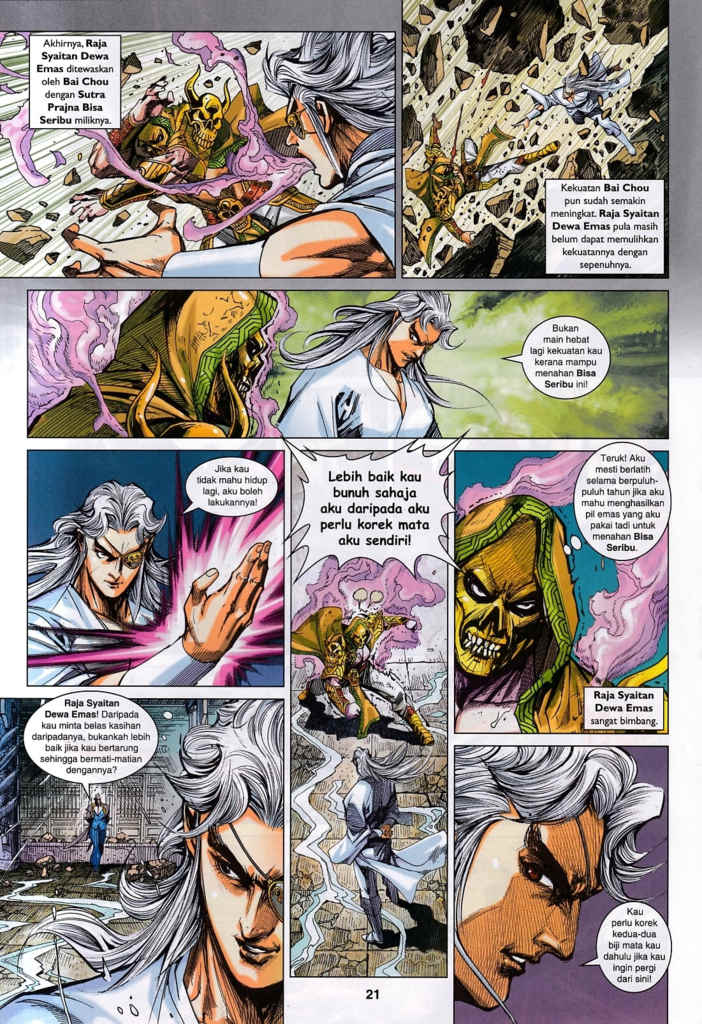 Akhirnya, Raja
Syaitan Dewa
Emas ditewaskan
oleh Bai Chou
dengan Sutra
Prajna Bisa
Seribu miliknya.
Kekuatan Bai Chou
pun sudah semakin
meningkat. Raja Syaitan
Dewa Emas pula masih
belum dapat memulihkan
kekuatannya dengan
sepenuhnya.
Bukan
main hebat
lagi kekuatan kau
kerana mampu
menahan Bisa
Seribu ini!
Jika kau
tidak mahu hidup
lagi, aku boleh
lakukannya!
Lebih baik kau
bunuh sahaja
aku daripada aku
perlu korek mata
aku sendiri!
Teruk! Aku
mesti berlatih
selama berpuluh-
puluh tahun jika aku
mahu menghasilkan
pil emas yang aku
pakai tadi untuk
menahan Bisa
Seribu.
Raja Syaitan
Dewa Emas
sangat bimbang.
Raja Syaitan
Dewa Emas! Daripada
kau minta belas kasihan
daripadanya, bukankah lebih
baik jika kau bertarung
sehingga bermati-matian
dengannya?
Kau
perlu korek
kedua-dua
biji mata kau
dahulu jika kau
ingin pergi
dari sini!
21